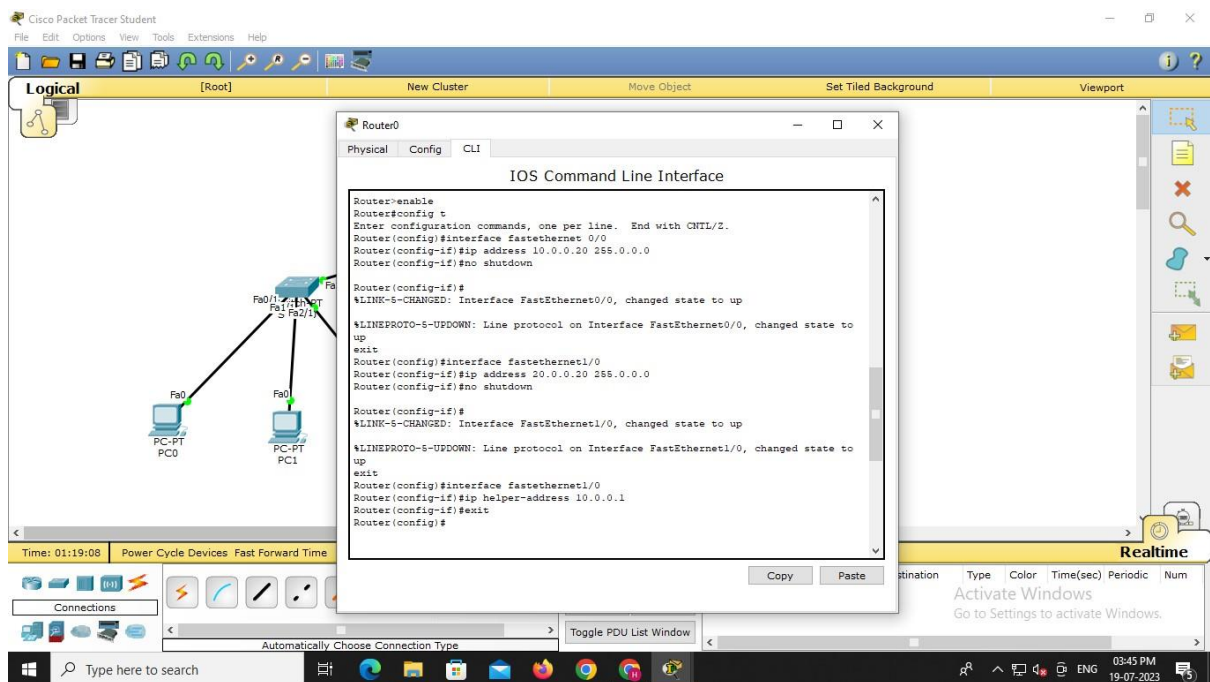 Cisco Packet Tracer Student
File Edit Options View Tools Extensions Help
Logical [Root] New Cluster Move Object Set Tiled Background Viewport
Router0
Physical Config CLI
IOS Command Line Interface
Router>enable
Router#config t
Enter configuration commands, one per line. End with CNTL/Z.
Router(config)#interface fastethernet 0/0
Router(config-if)#ip address 10.0.0.20 255.0.0.0
Router(config-if)#no shutdown
Router(config-if)#
%LINK-5-CHANGED: Interface FastEthernet0/0, changed state to up
%LINEPROTO-5-UPDOWN: Line protocol on Interface FastEthernet0/0, changed state to
up
exit
Router(config)#interface fastethernet1/0
Router(config-if)#ip address 20.0.0.20 255.0.0.0
Router(config-if)#no shutdown
Router(config-if)#
%LINK-5-CHANGED: Interface FastEthernet1/0, changed state to up
%LINEPROTO-5-UPDOWN: Line protocol on Interface FastEthernet1/0, changed state to
up
exit
Router(config)#interface fastethernet1/0
Router(config-if)#ip helper-address 10.0.0.1
Router(config-if)#exit
Router(config)#
Copy Paste
Fa
Fa0/1
Fa2/1
Fa0 Fa0
PC-PT
PC0
PC-PT
PC1
Time: 01:19:08 Power Cycle Devices Fast Forward Time Realtime
Type Color Time(sec) Periodic Num
Activate Windows
Go to Settings to activate Windows.
Connections
Automatically Choose Connection Type
Toggle PDU List Window
Type here to search
ENG
03:45 PM
19-07-2023
5